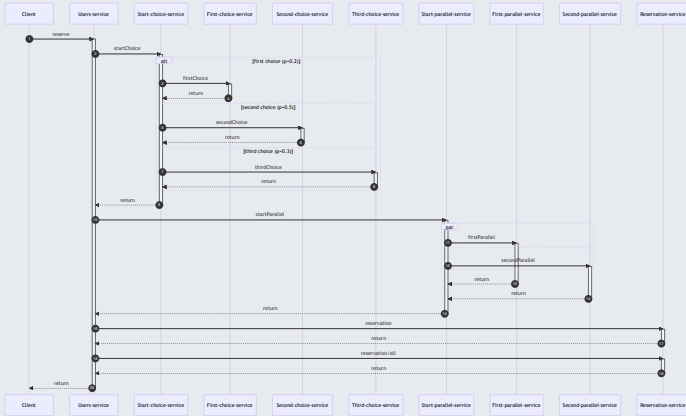 Client Users-service Start-choice-service First-choice-service Second-choice-service Third-choice-service Start-parallel-service First-parallel-service Second-parallel-service Reservation-service
reserve
startChoice
alt [first choice (p=0.2)]
firstChoice
return
[second choice (p=0.5)]
secondChoice
return
[third choice (p=0.3)]
thirdChoice
return
return
startParallel
par
firstParallel
secondParallel
return
return
return
reservation
return
reservation/all
return
return
Client Users-service Start-choice-service First-choice-service Second-choice-service Third-choice-service Start-parallel-service First-parallel-service Second-parallel-service Reservation-service